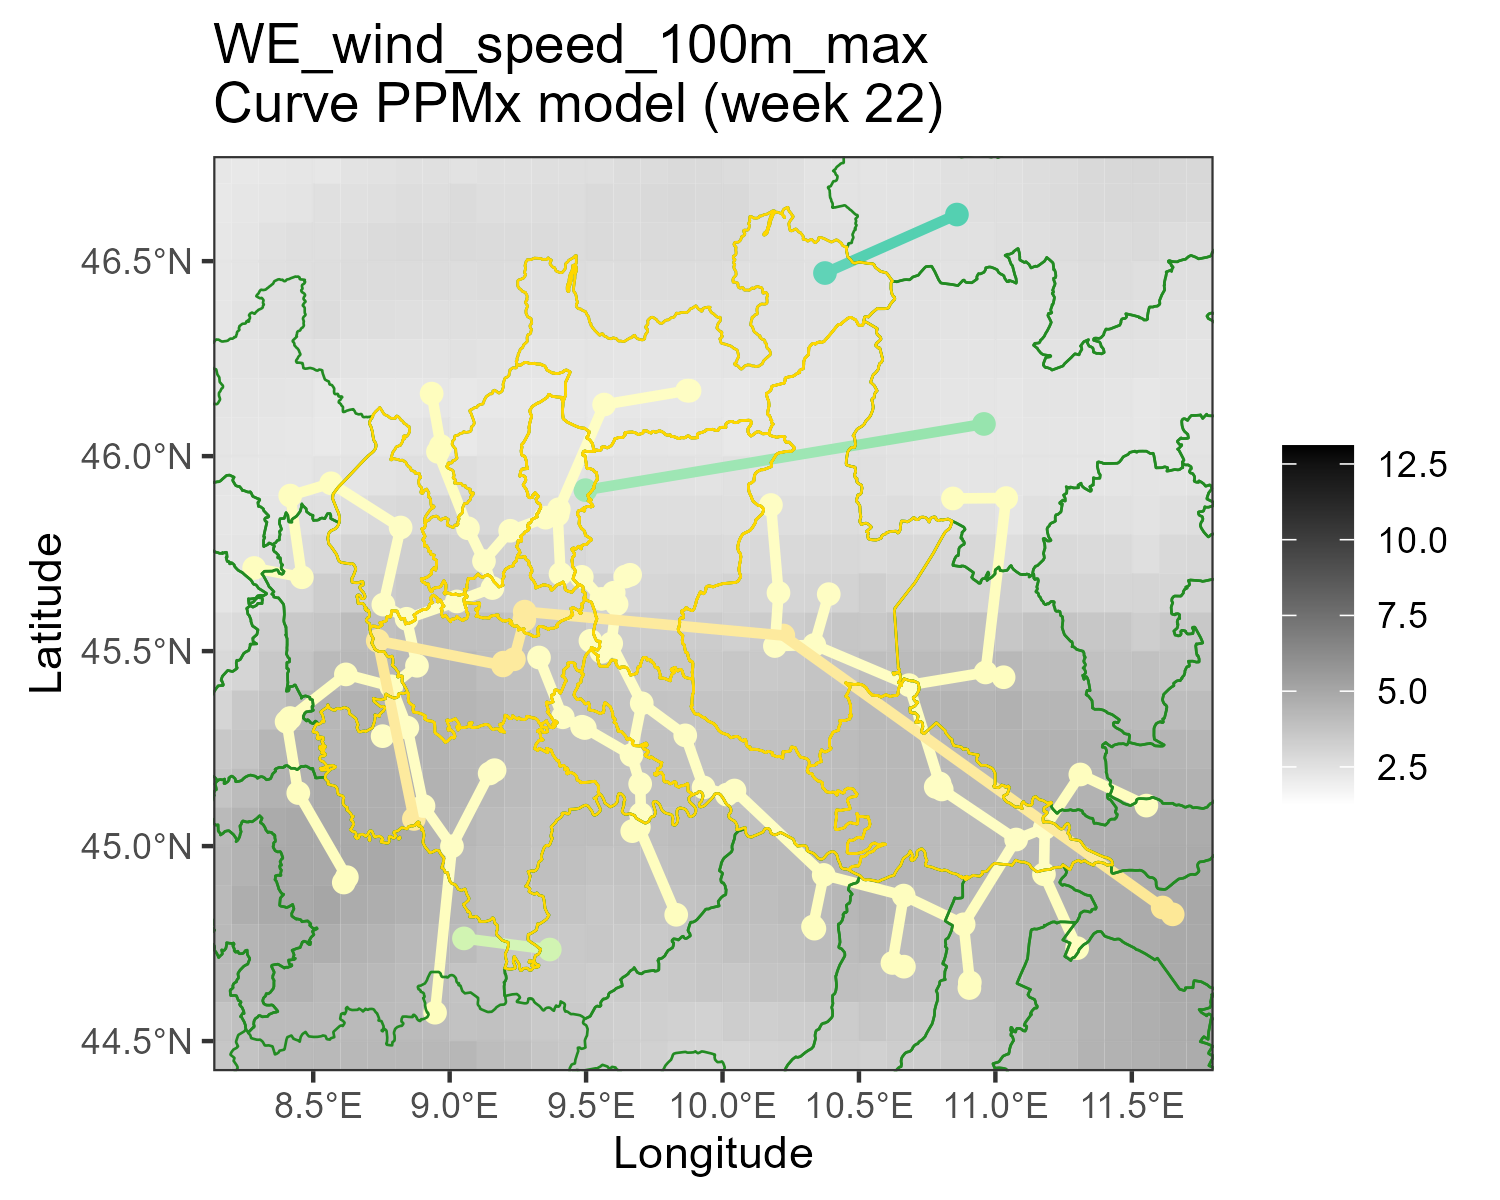 WE_wind_speed_100m_max
Curve PPMx model (week 22)
46.5°N
46.0°N
45.5°N
45.0°N
44.5°N
Latitude
8.5°E 9.0°E 9.5°E 10.0°E 10.5°E 11.0°E 11.5°E
Longitude
12.5
10.0
7.5
5.0
2.5